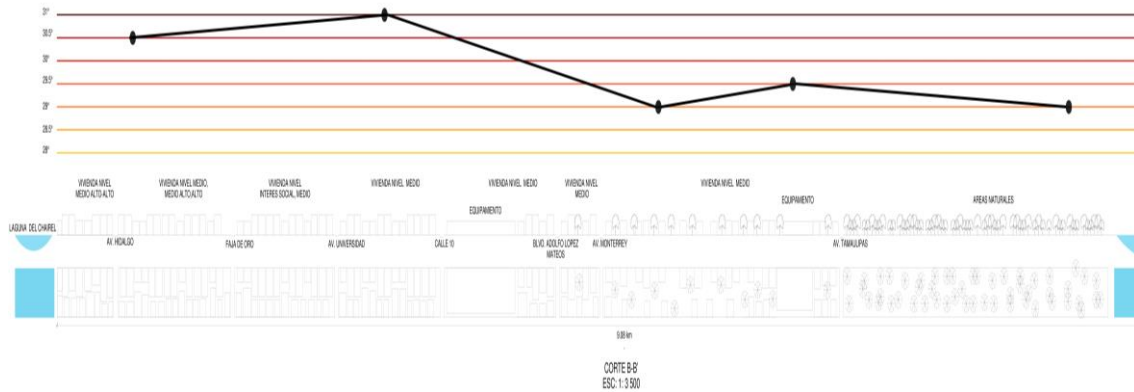 31°
30.5°
30°
29.5°
29°
28.5°
28°
VIVIENDA NIVEL
MEDIO ALTO-ALTO
VIVIENDA NIVEL MEDIO,
MEDIO ALTO,ALTO
VIVIENDA NIVEL
INTERES SOCIAL, MEDIO
VIVIENDA NIVEL MEDIO
VIVIENDA NIVEL MEDIO
VIVIENDA NIVEL
MEDIO
VIVIENDA NIVEL MEDIO
EQUIPAMIENTO
EQUIPAMIENTO
AREAS NATURALES
LAGUNA DEL CHAIREL
AV. HIDALGO
FAJA DE ORO
AV. UNIVERSIDAD
CALLE 10
BLVD. ADOLFO LOPEZ
MATEOS
AV. MONTERREY
AV. TAMAULIPAS
CORTE B-B'
ESC: 1: 3 500